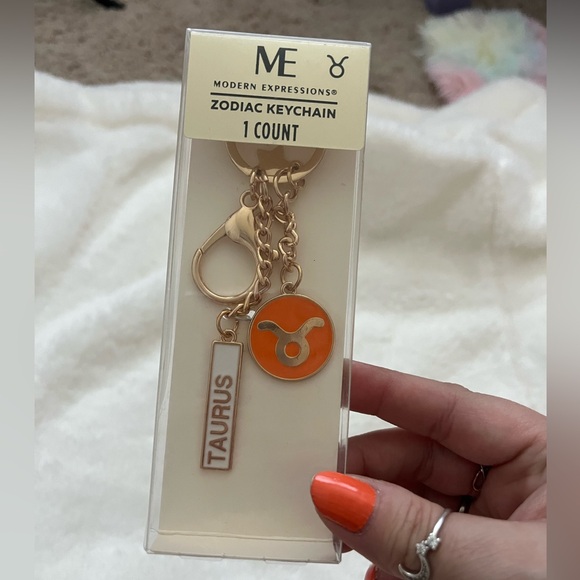 ME ♉
MODERN EXPRESSIONS®
ZODIAC KEYCHAIN
1 COUNT
TAURUS